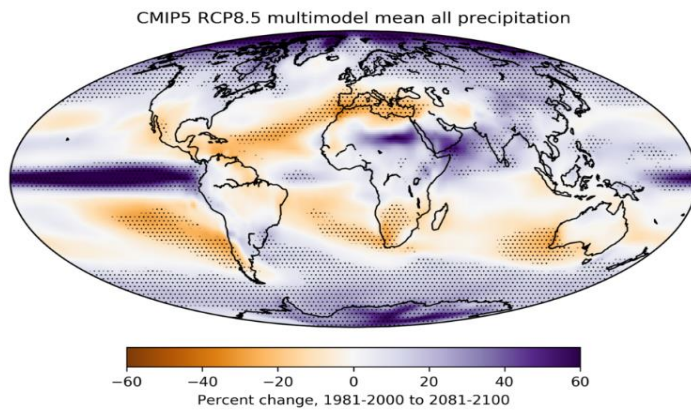 CMIP5 RCP8.5 multimodel mean all precipitation
−60 −40 −20 0 20 40 60
Percent change, 1981-2000 to 2081-2100